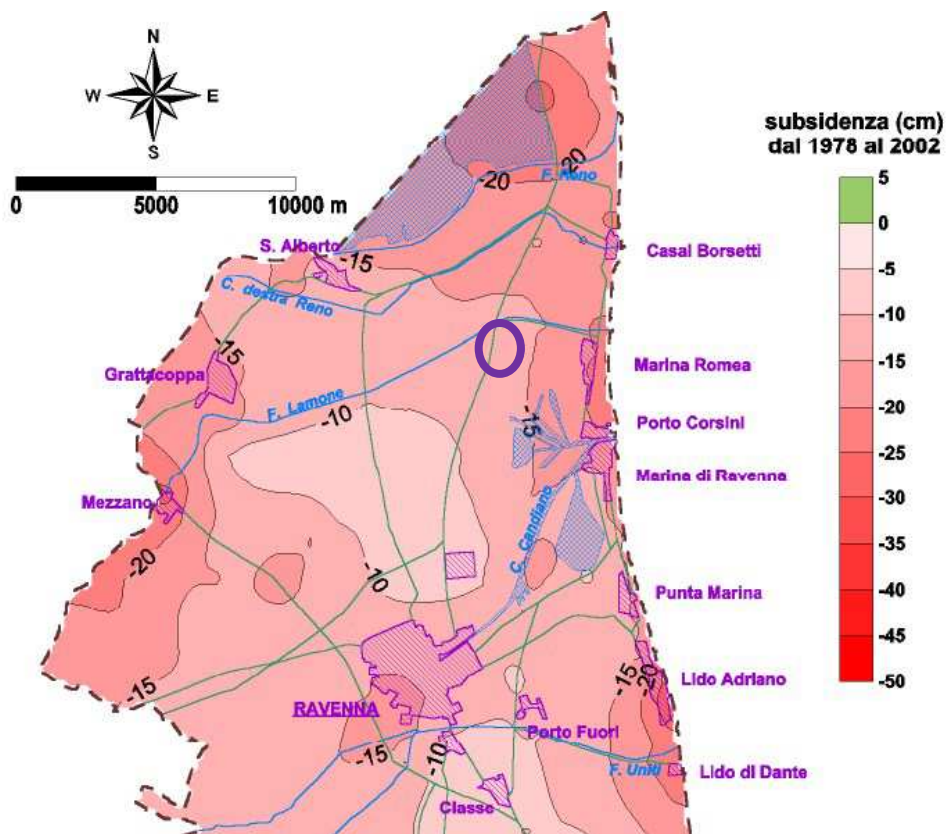 N
W E
S
0 5000 10000 m
subsidenza (cm)
dal 1978 al 2002
5
0
-5
-10
-15
-20
-25
-30
-35
-40
-45
-50
-20
-20
F. Reno
S. Alberto
-15
Casal Borsetti
C. destra Reno
-15
Grattacoppa
Marina Romea
F. Lamone
-10
-15
Porto Corsini
Marina di Ravenna
Mezzano
C. Candiano
-20
-10
Punta Marina
-15
-15
-20
Lido Adriano
RAVENNA
Porto Fuori
-15
-10
F. Uniti
Lido di Dante
Classe